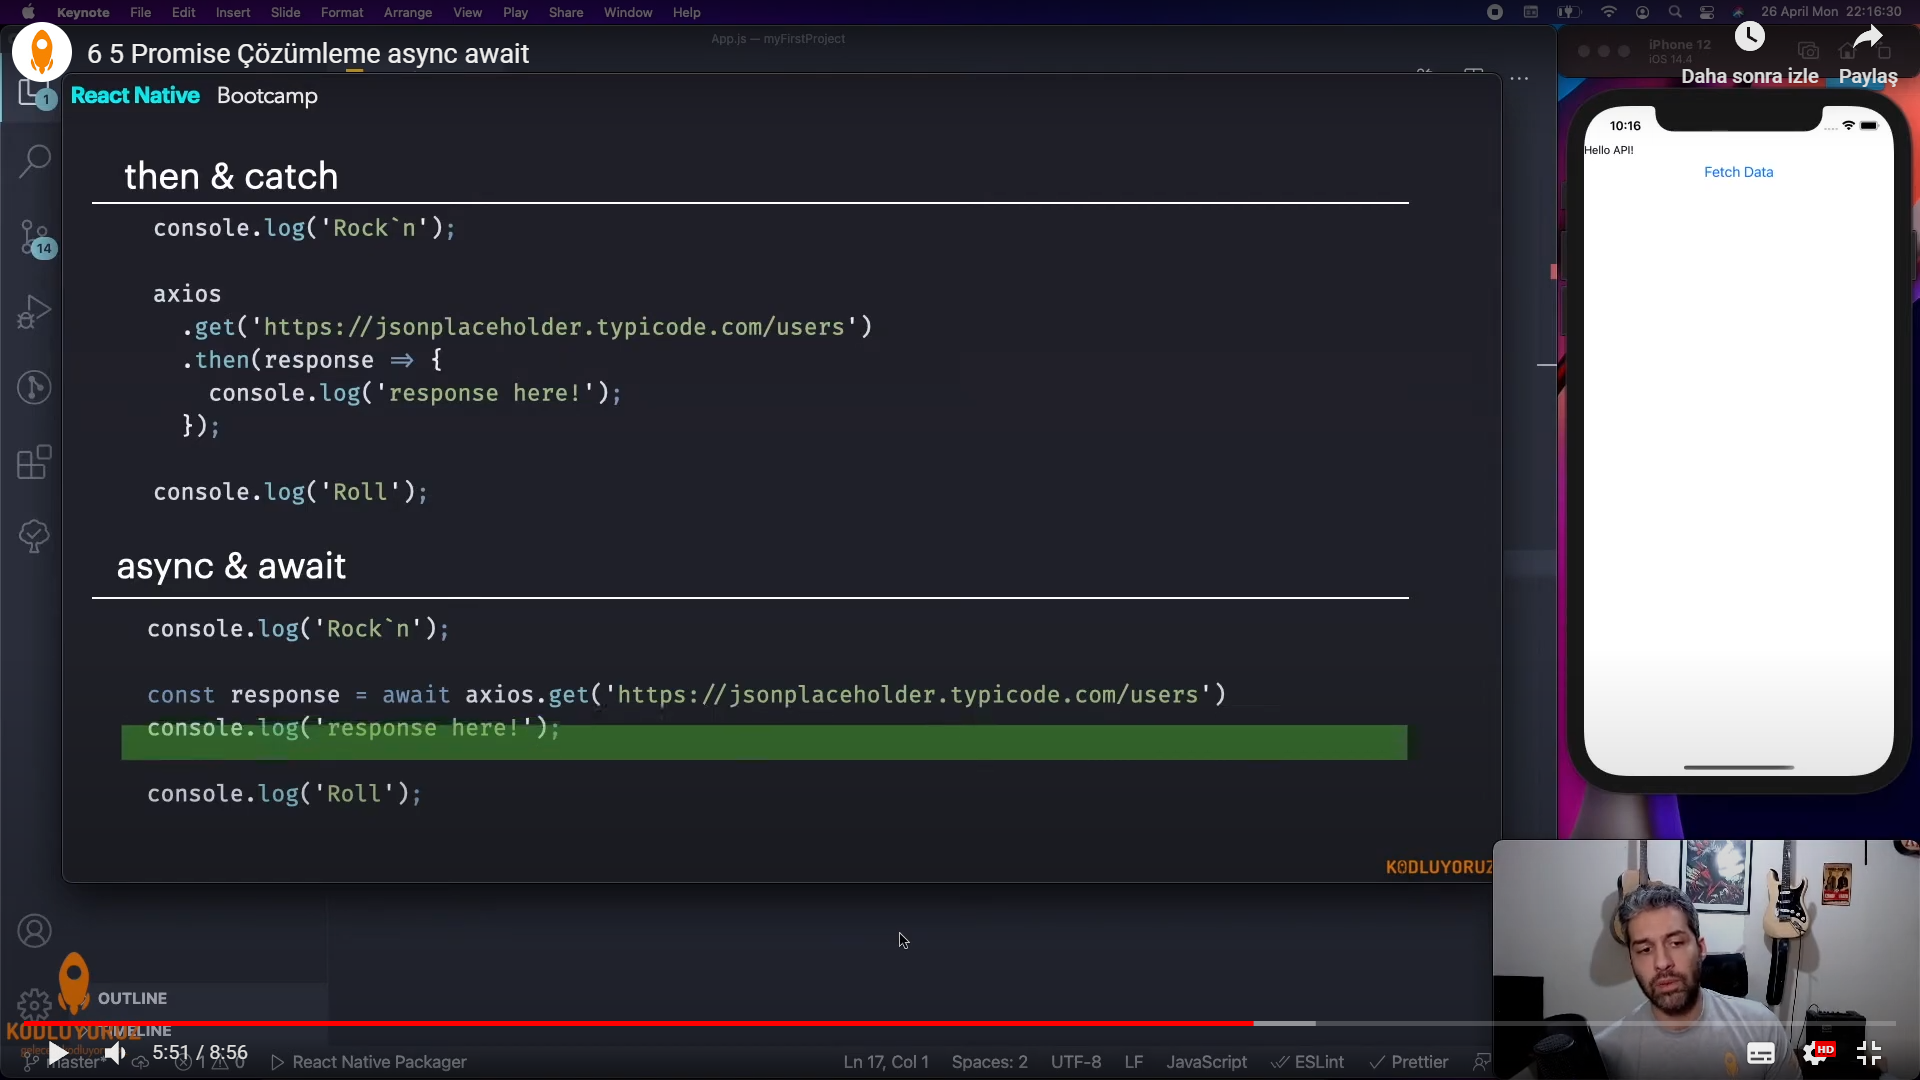 Keynote File Edit Insert Slide Format Arrange View Play Share Window Help
26 April Mon 22:16:30
App.js — myFirstProject
6 5 Promise Çözümleme async await
iPhone 12
iOS 14.4
Daha sonra izle Paylaş
1
React Native Bootcamp
10:16
Hello API!
Fetch Data
then & catch
console.log('Rock`n');
14
axios
.get('https://jsonplaceholder.typicode.com/users')
.then(response => {
console.log('response here!');
});
console.log('Roll');
async & await
console.log('Rock`n');
const response = await axios.get('https://jsonplaceholder.typicode.com/users')
console.log('response here!');
console.log('Roll');
KODLUYORUZ
OUTLINE
KODLUYORUZ
TIMELINE
5:51 / 8:56
HD
master* 1 0 React Native Packager
Ln 17, Col 1 Spaces: 2 UTF-8 LF JavaScript ESLint Prettier